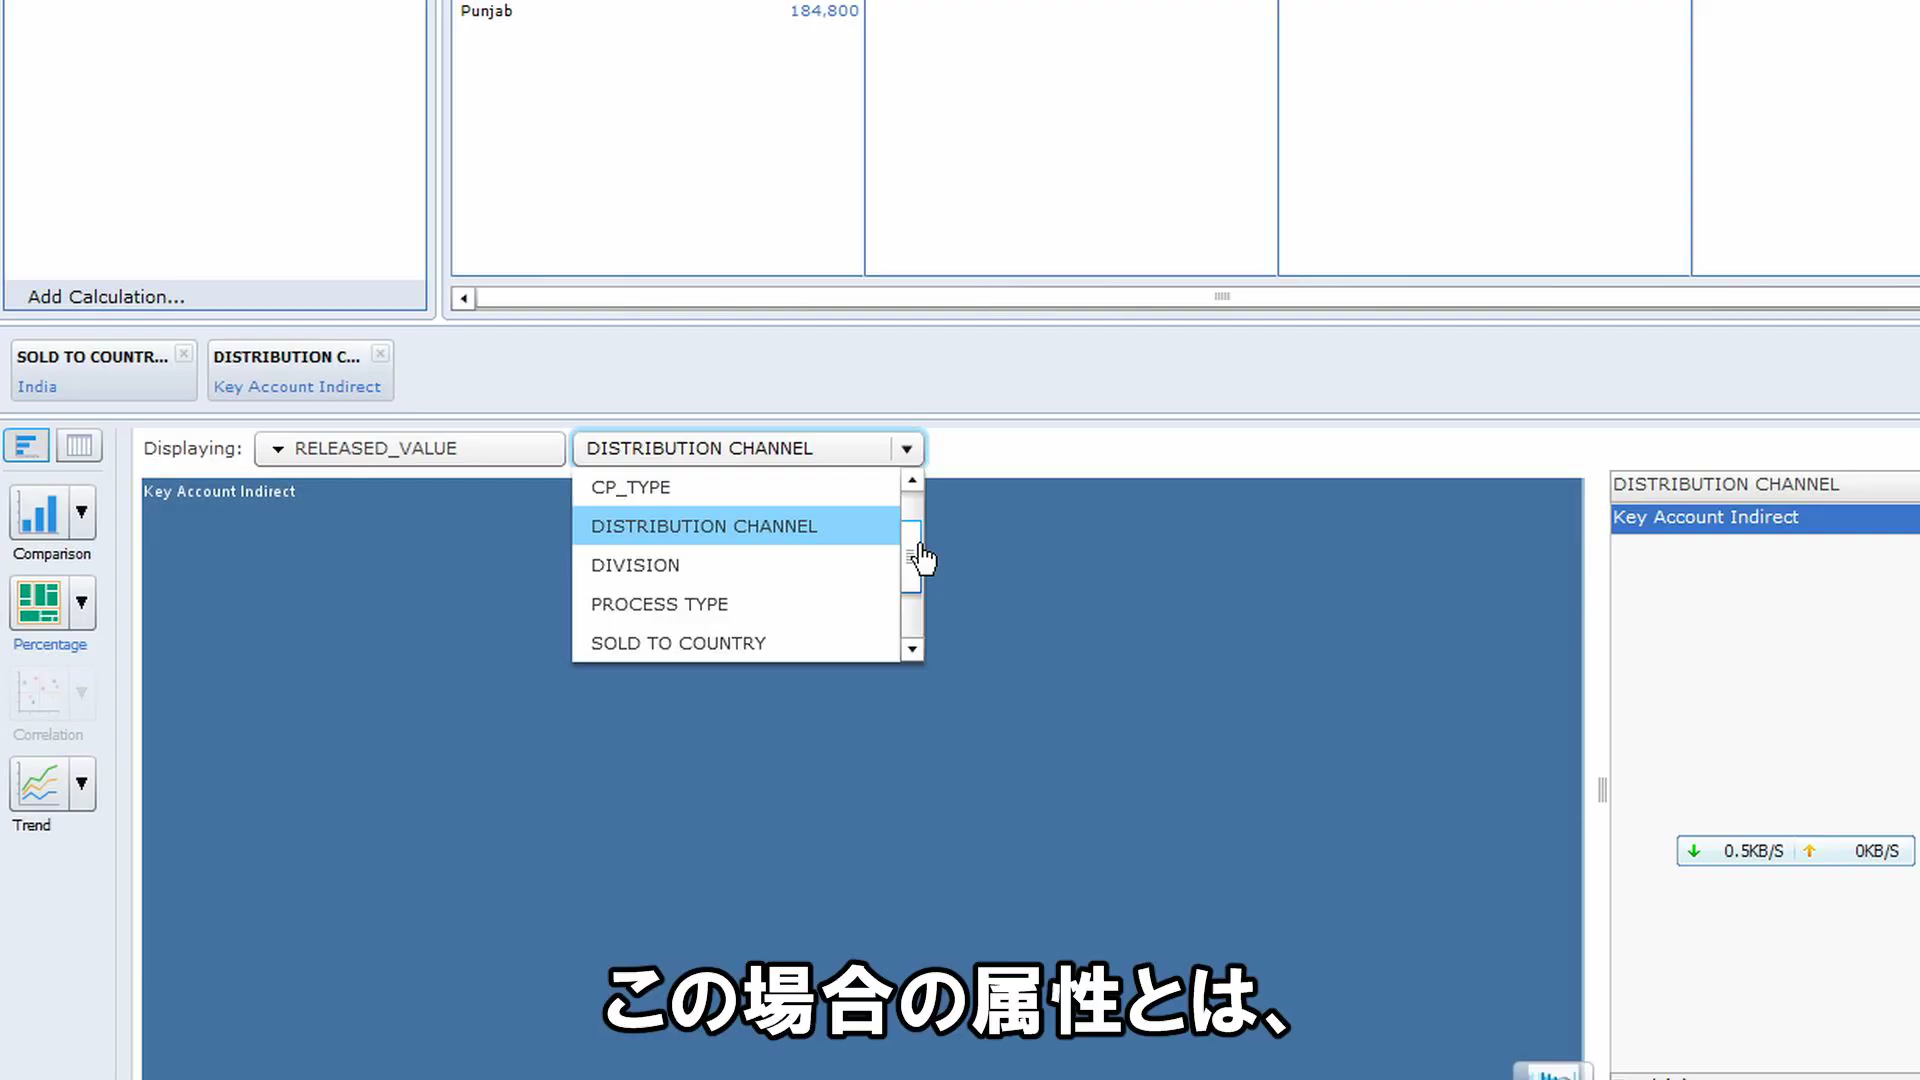 Punjab 184,800
Add Calculation...
SOLD TO COUNTR... DISTRIBUTION C...
India Key Account Indirect
Displaying: RELEASED_VALUE DISTRIBUTION CHANNEL
Key Account Indirect
CP_TYPE
DISTRIBUTION CHANNEL
DIVISION
PROCESS TYPE
SOLD TO COUNTRY
DISTRIBUTION CHANNEL
Key Account Indirect
Comparison
Percentage
Correlation
Trend
0.5KB/S 0KB/S
この場合の属性とは、